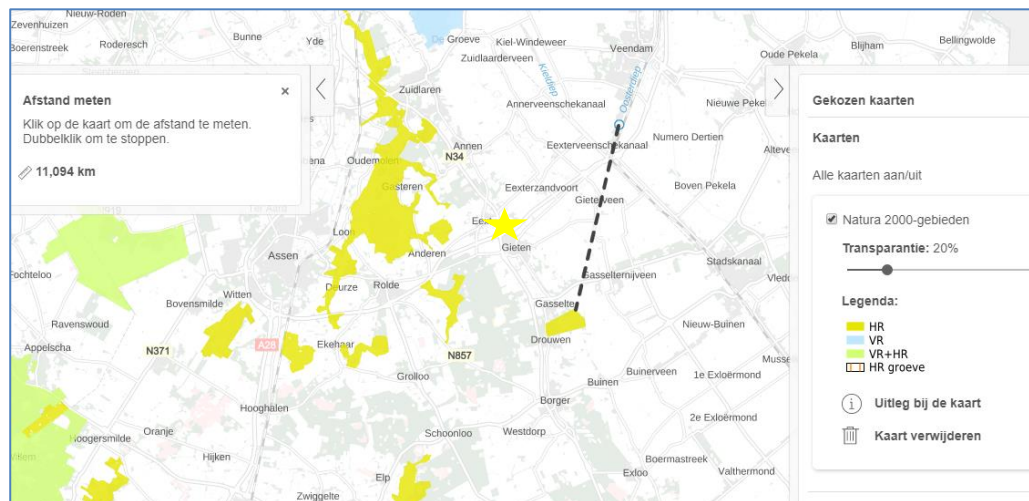 Nieuw-Roden
Zevenhuizen
Boerenstreek
Roderesch
Bunne
Yde
De Groeve
Kiel-Windeweer
Zuidlaarderveen
Veendam
Oude Pekela
Blijham
Bellingwolde
Afstand meten
×
Klik op de kaart om de afstand te meten.
Dubbelklik om te stoppen.
11,094 km
Zuidlaren
Kieldiep
Oosterdiep
Annerveenschekanaal
Nieuwe Pekel
Annen
N34
Eexterveenschekanaal
Numero Dertien
Oudemolen
Gasteren
Eexterzandvoort
Boven Pekela
Gieterveen
Loon
Anderen
Gieten
Assen
Fochteloo
Gasselternijveen
Stadskanaal
Deurze
Rolde
Witten
Bovensmilde
Gasselte
Ravenswoud
Drouwen
Nieuw-Buinen
Appelscha
N371
A28
Ekehaar
N857
Grolloo
Buinen
Buinerveen
1e Exloërmond
Hooghalen
Borger
2e Exloërmond
Hoogersmilde
Oranje
Hijken
Schoonloo
Westdorp
Boermastreek
Elp
Exloo
Valthermond
Zwiggelte
Gekozen kaarten
Kaarten
Alle kaarten aan/uit
Natura 2000-gebieden
Transparantie: 20%
Legenda:
HR
VR
VR+HR
HR groeve
Uitleg bij de kaart
Kaart verwijderen